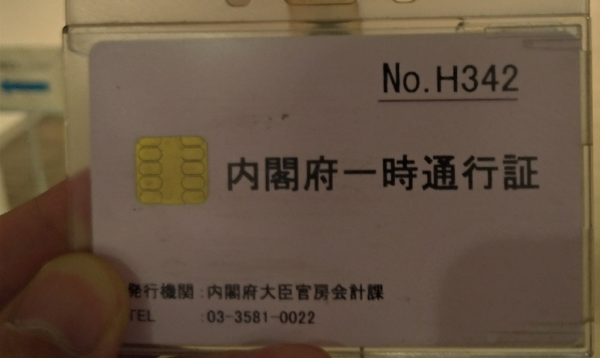 No.H342
内閣府一時通行証
発行機関:内閣府大臣官房会計課
TEL :03-3581-0022